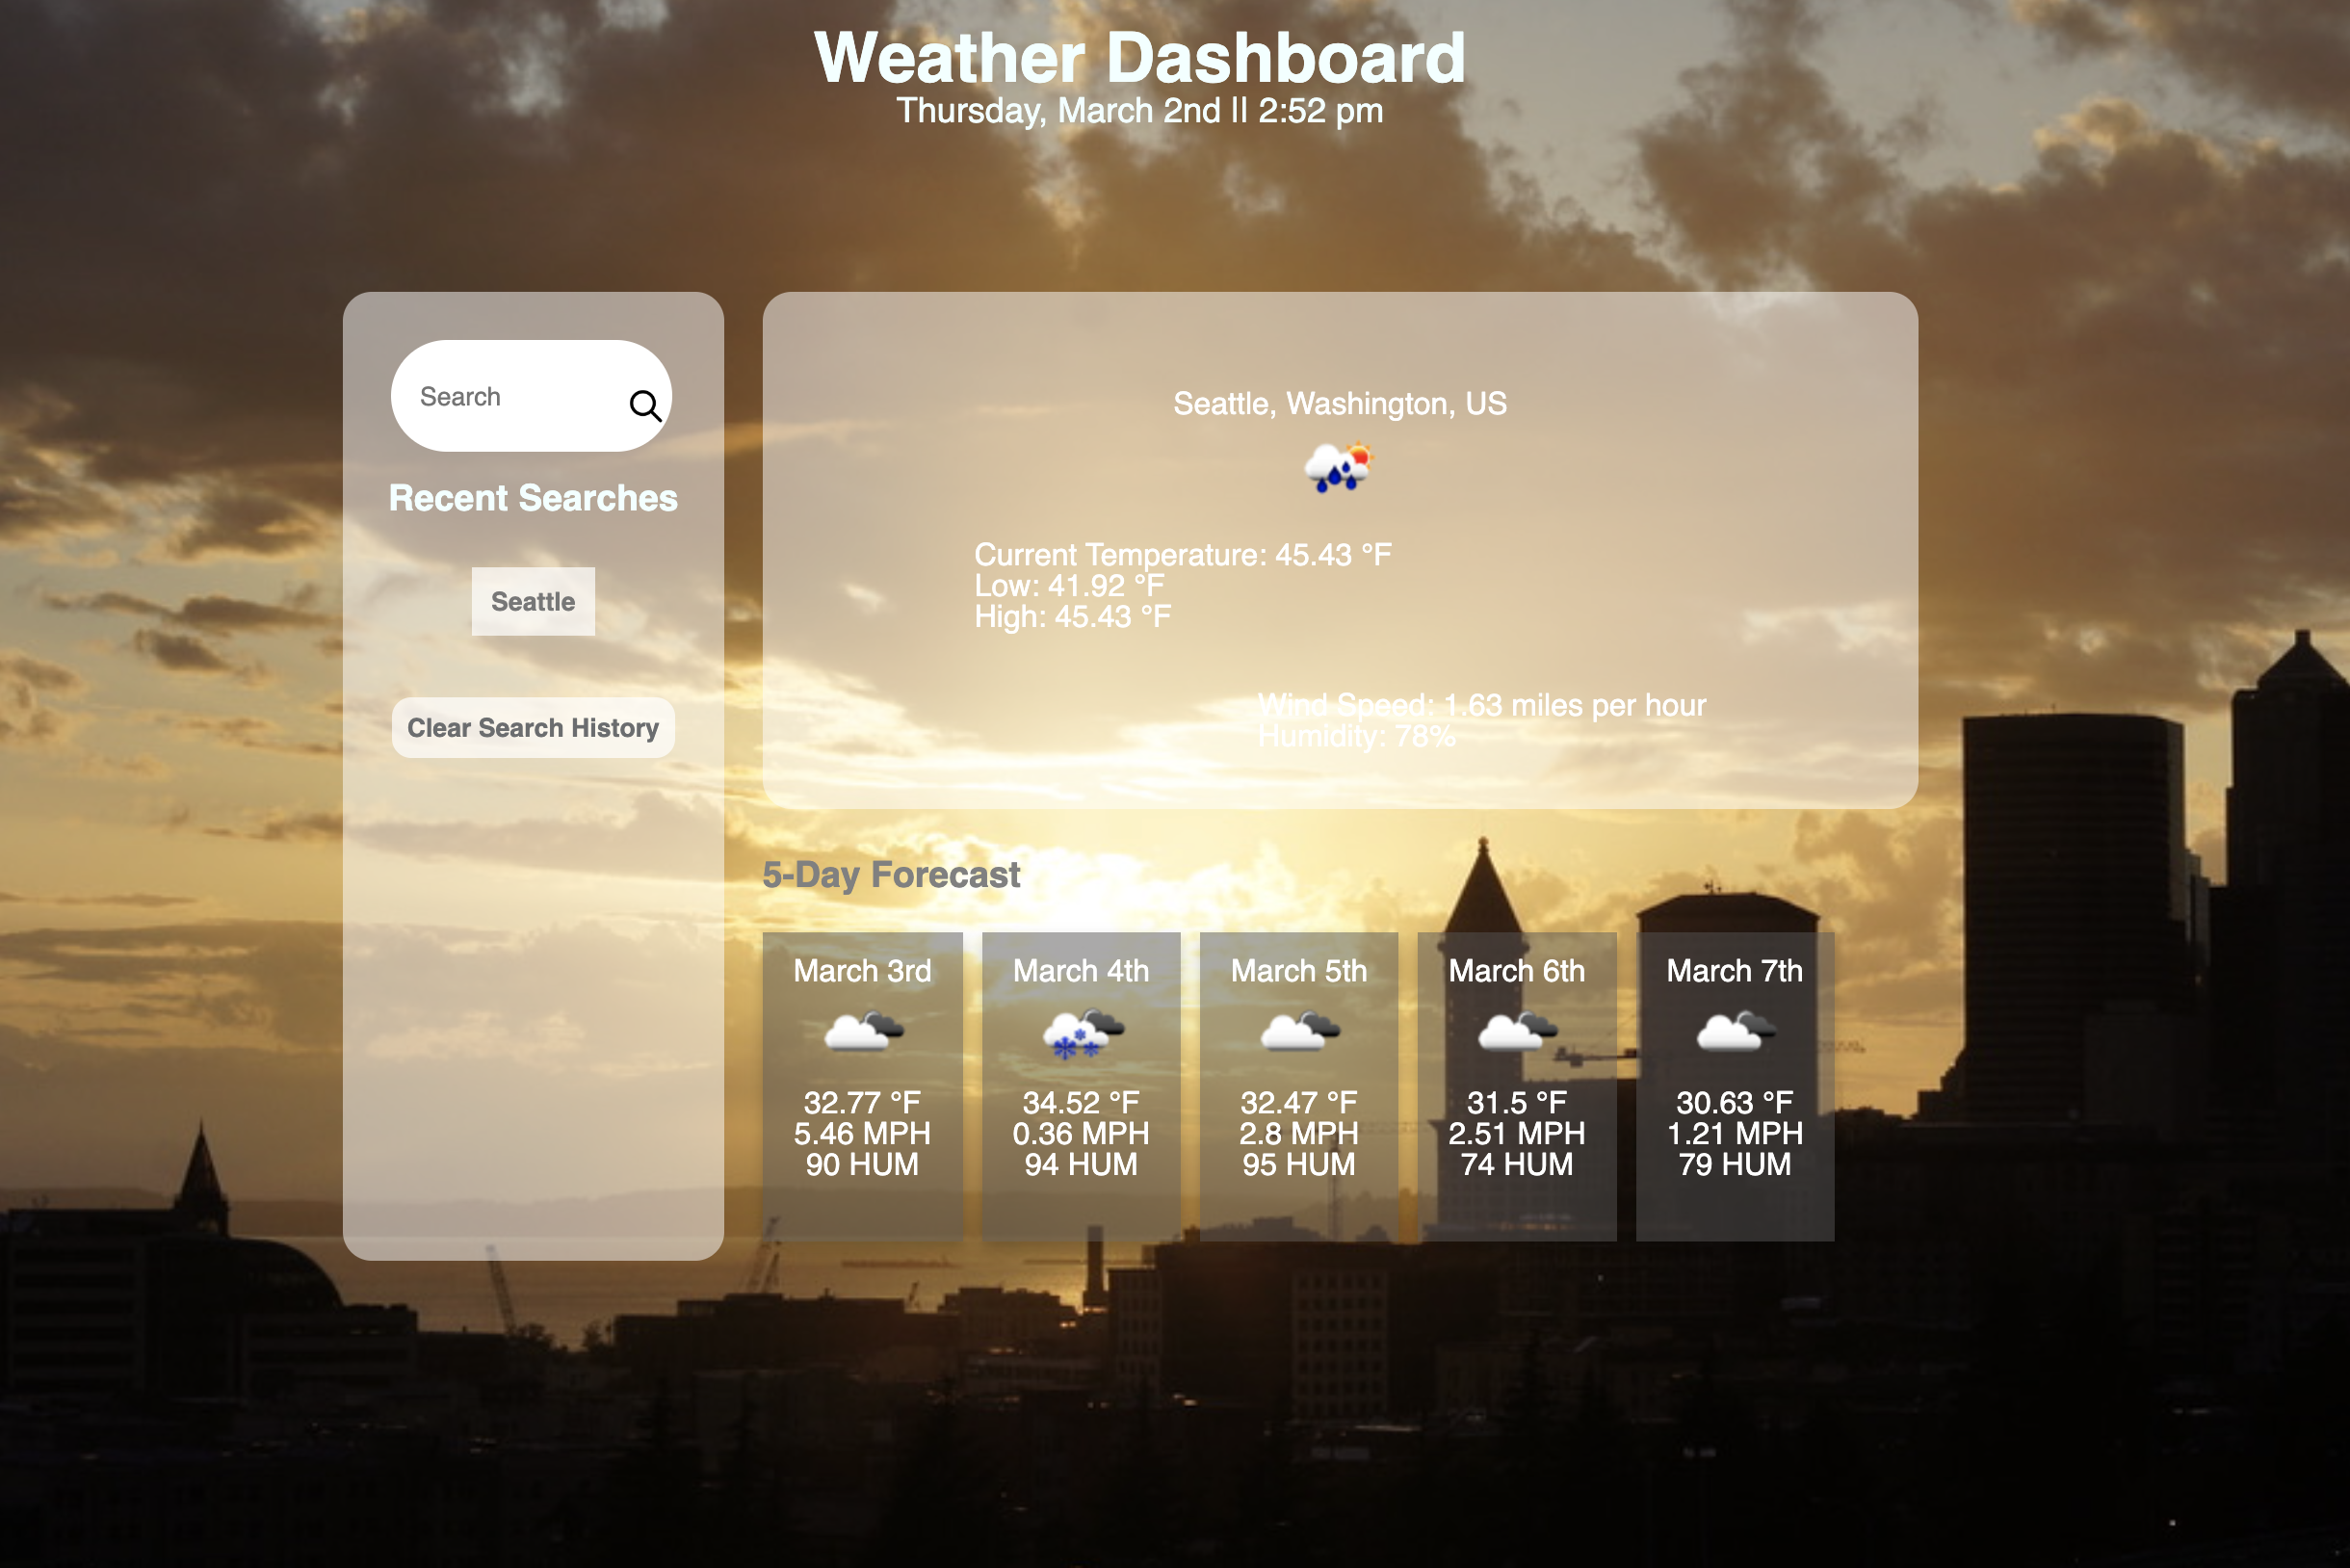 Weather Dashboard
Thursday, March 2nd || 2:52 pm
Search
Recent Searches
Seattle
Clear Search History
Seattle, Washington, US
Current Temperature: 45.43 °F
Low: 41.92 °F
High: 45.43 °F
Wind Speed: 1.63 miles per hour
Humidity: 78%
5-Day Forecast
March 3rd
32.77 °F
5.46 MPH
90 HUM
March 4th
34.52 °F
0.36 MPH
94 HUM
March 5th
32.47 °F
2.8 MPH
95 HUM
March 6th
31.5 °F
2.51 MPH
74 HUM
March 7th
30.63 °F
1.21 MPH
79 HUM